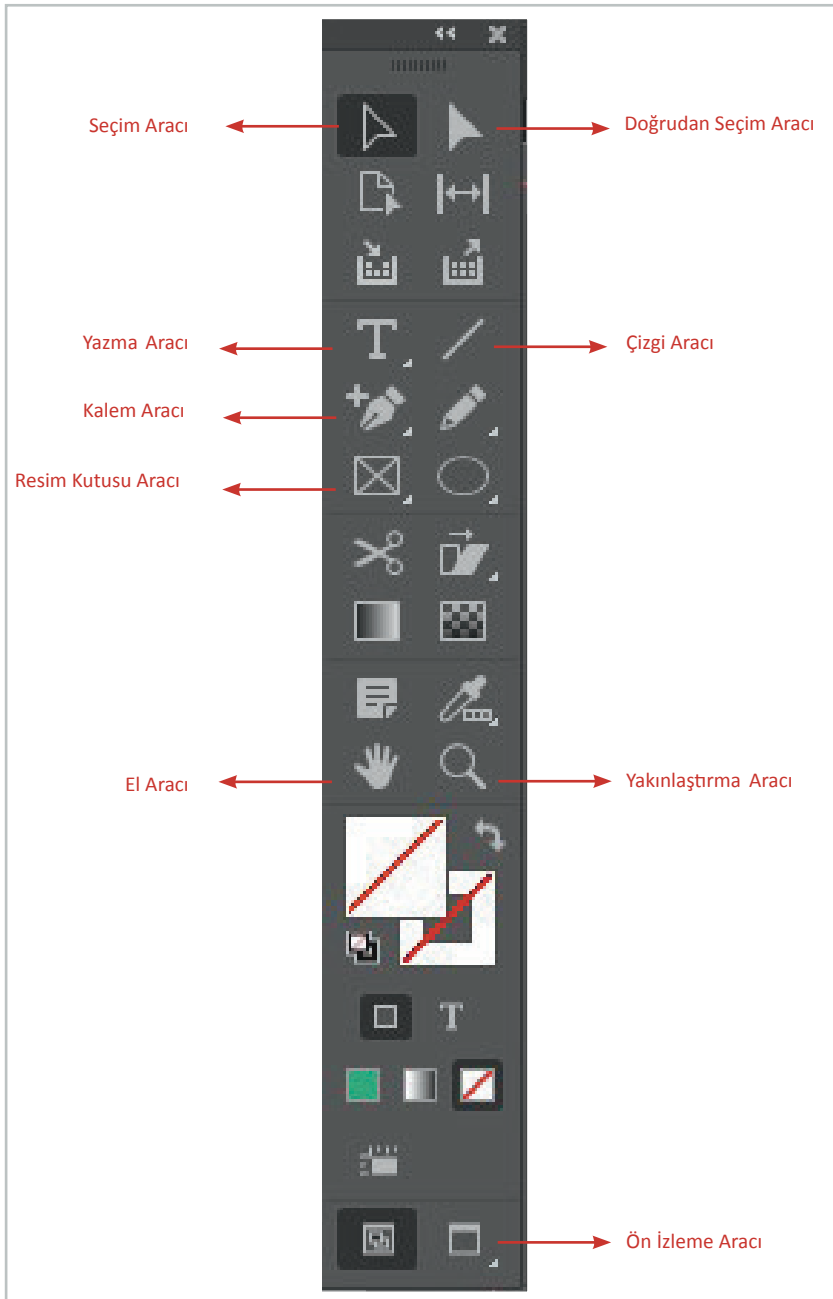 Seçim Aracı
Doğrudan Seçim Aracı
Yazma Aracı
Çizgi Aracı
Kalem Aracı
Resim Kutusu Aracı
El Aracı
Yakınlaştırma Aracı
T
Ön İzleme Aracı